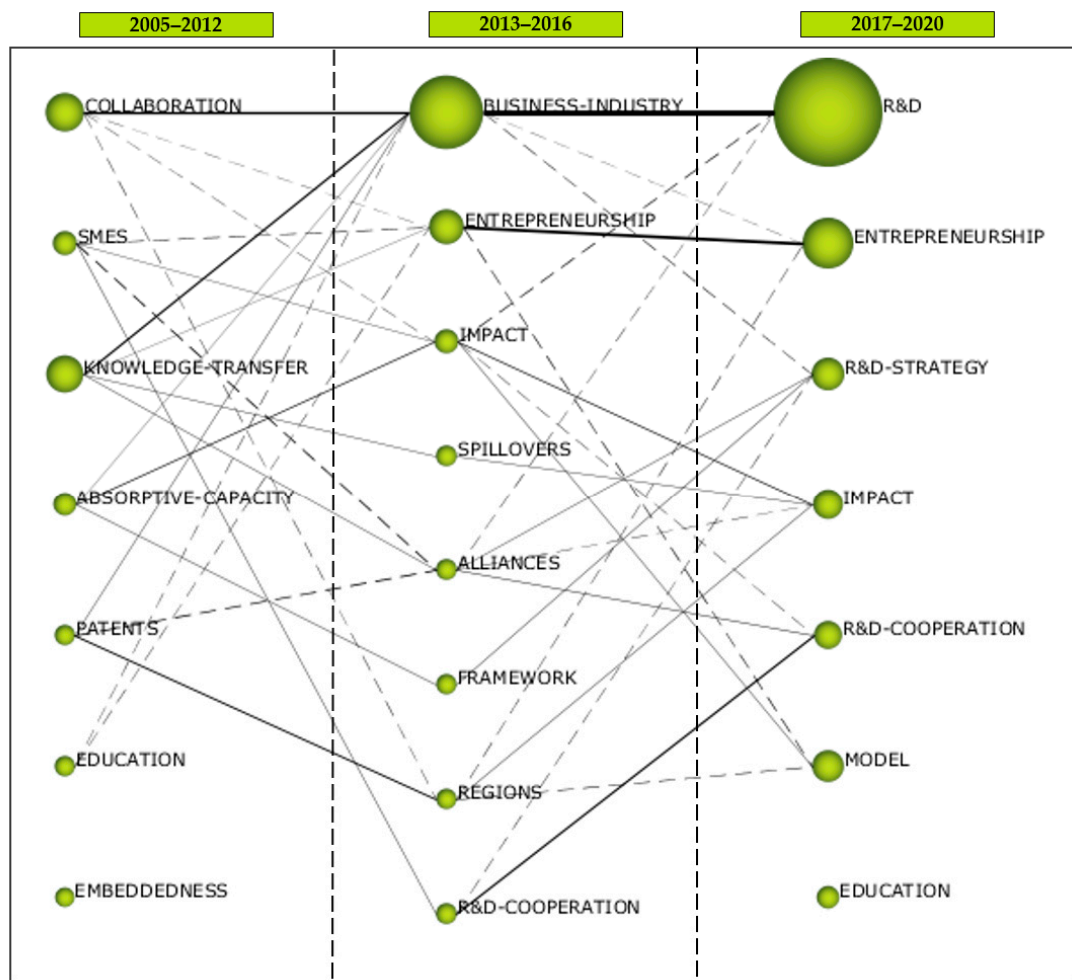 2005–2012
2013–2016
2017–2020
COLLABORATION
SMES
KNOWLEDGE-TRANSFER
ABSORPTIVE-CAPACITY
PATENTS
EDUCATION
EMBEDDEDNESS
BUSINESS-INDUSTRY
ENTREPRENEURSHIP
IMPACT
SPILLOVERS
ALLIANCES
FRAMEWORK
REGIONS
R&D-COOPERATION
R&D
ENTREPRENEURSHIP
R&D-STRATEGY
IMPACT
R&D-COOPERATION
MODEL
EDUCATION